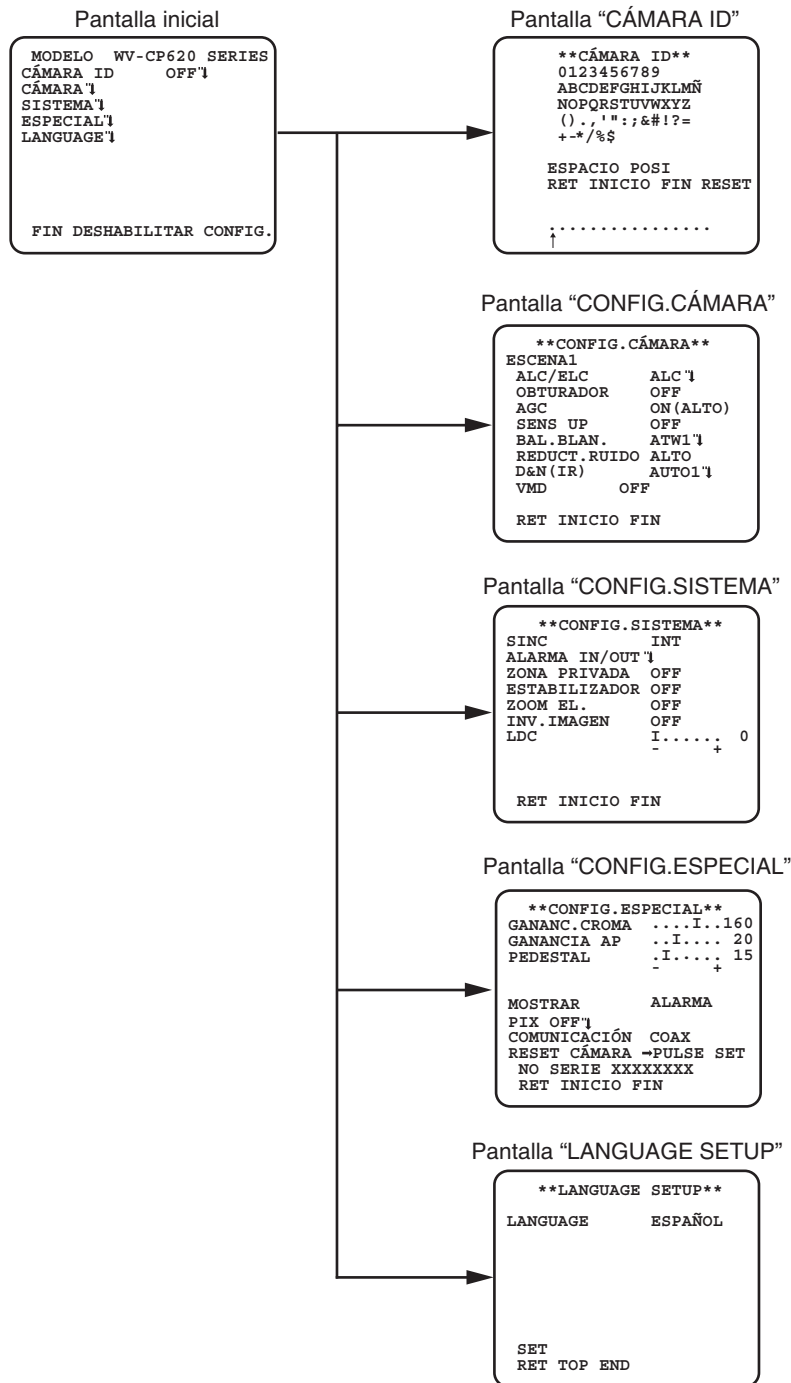 Pantalla inicial
MODELO WV-CP620 SERIES
CÁMARA ID OFF↵
CÁMARA↵
SISTEMA↵
ESPECIAL↵
LANGUAGE↵
FIN DESHABILITAR CONFIG.
Pantalla “CÁMARA ID”
**CÁMARA ID**
0123456789
ABCDEFGHIJKLMÑ
NOPQRSTUVWXYZ
().,'":;&#!?=
+-*/%$
ESPACIO POSI
RET INICIO FIN RESET
................
↑
Pantalla “CONFIG.CÁMARA”
**CONFIG.CÁMARA**
ESCENA1
ALC/ELC ALC↵
OBTURADOR OFF
AGC ON(ALTO)
SENS UP OFF
BAL.BLAN. ATW1↵
REDUCT.RUIDO ALTO
D&N(IR) AUTO1↵
VMD OFF
RET INICIO FIN
Pantalla “CONFIG.SISTEMA”
**CONFIG.SISTEMA**
SINC INT
ALARMA IN/OUT↵
ZONA PRIVADA OFF
ESTABILIZADOR OFF
ZOOM EL. OFF
INV.IMAGEN OFF
LDC I...... 0
- +
RET INICIO FIN
Pantalla “CONFIG.ESPECIAL”
**CONFIG.ESPECIAL**
GANANC.CROMA ....I..160
GANANCIA AP ..I.... 20
PEDESTAL .I..... 15
- +
MOSTRAR ALARMA
PIX OFF↵
COMUNICACIÓN COAX
RESET CÁMARA →PULSE SET
NO SERIE XXXXXXXX
RET INICIO FIN
Pantalla “LANGUAGE SETUP”
**LANGUAGE SETUP**
LANGUAGE ESPAÑOL
SET
RET TOP END